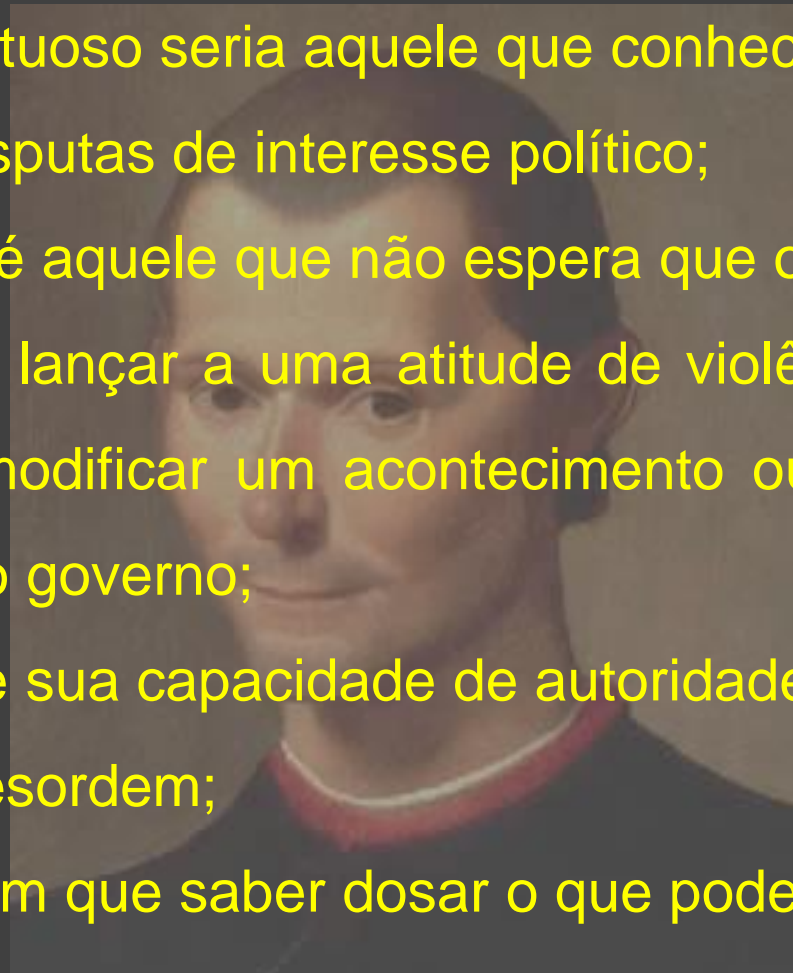 tuoso seria aquele que conhec
sputas de interesse político;
é aquele que não espera que
lançar a uma atitude de violê
modificar um acontecimento ou
o governo;
e sua capacidade de autoridade
esordem;
m que saber dosar o que pode